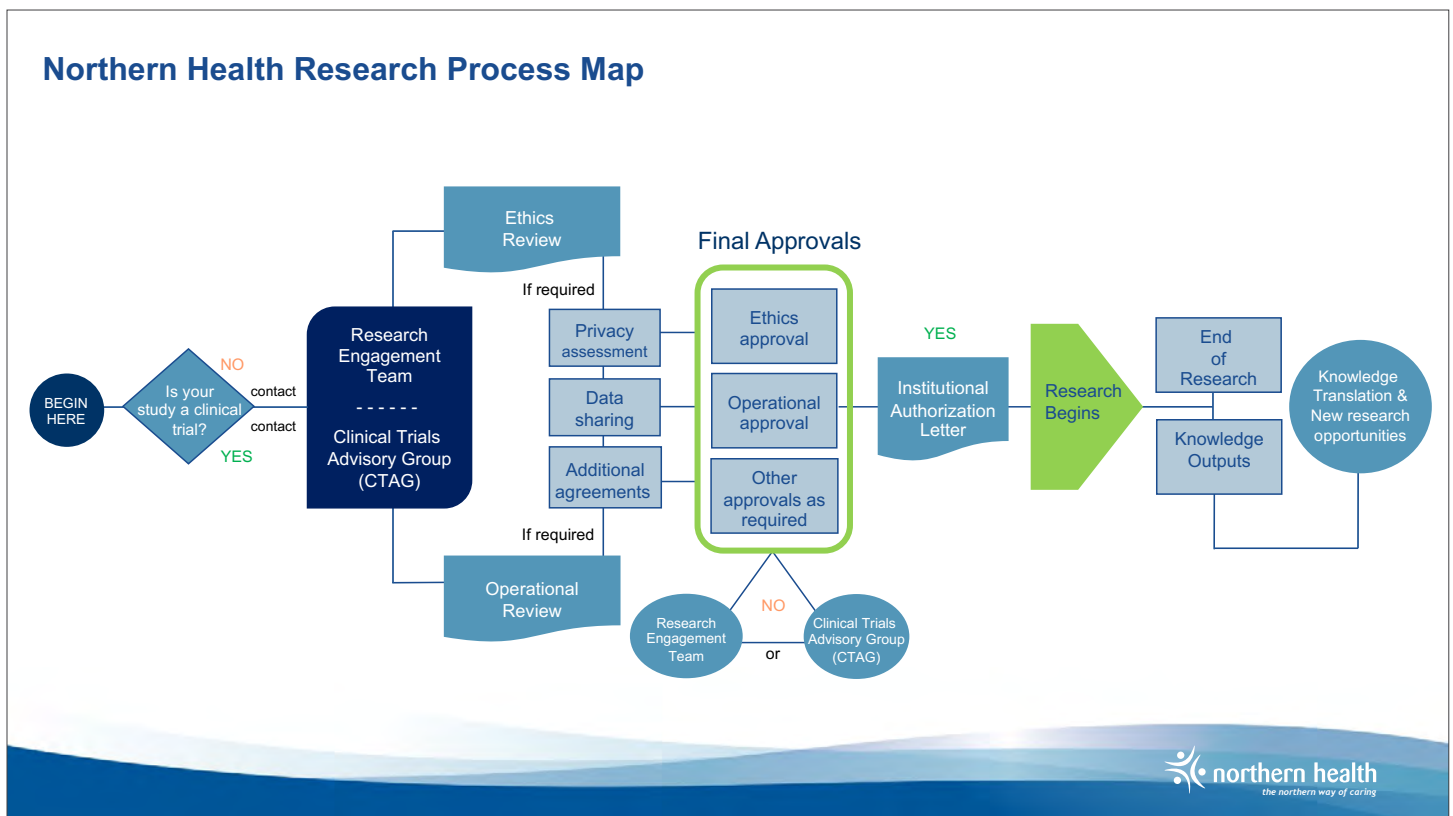 Northern Health Research Process Map
BEGIN
HERE
Is your
study a clinical
trial?
NO
contact
contact
YES
Research
Engagement
Team
- - - - - -
Clinical Trials
Advisory Group
(CTAG)
Ethics
Review
If required
Privacy
assessment
Data
sharing
Additional
agreements
If required
Operational
Review
Final Approvals
Ethics
approval
Operational
approval
Other
approvals as
required
NO
Research
Engagement
Team
or
Clinical Trials
Advisory Group
(CTAG)
YES
Institutional
Authorization
Letter
Research
Begins
End
of
Research
Knowledge
Outputs
Knowledge
Translation &
New research
opportunities
northern health
the northern way of caring